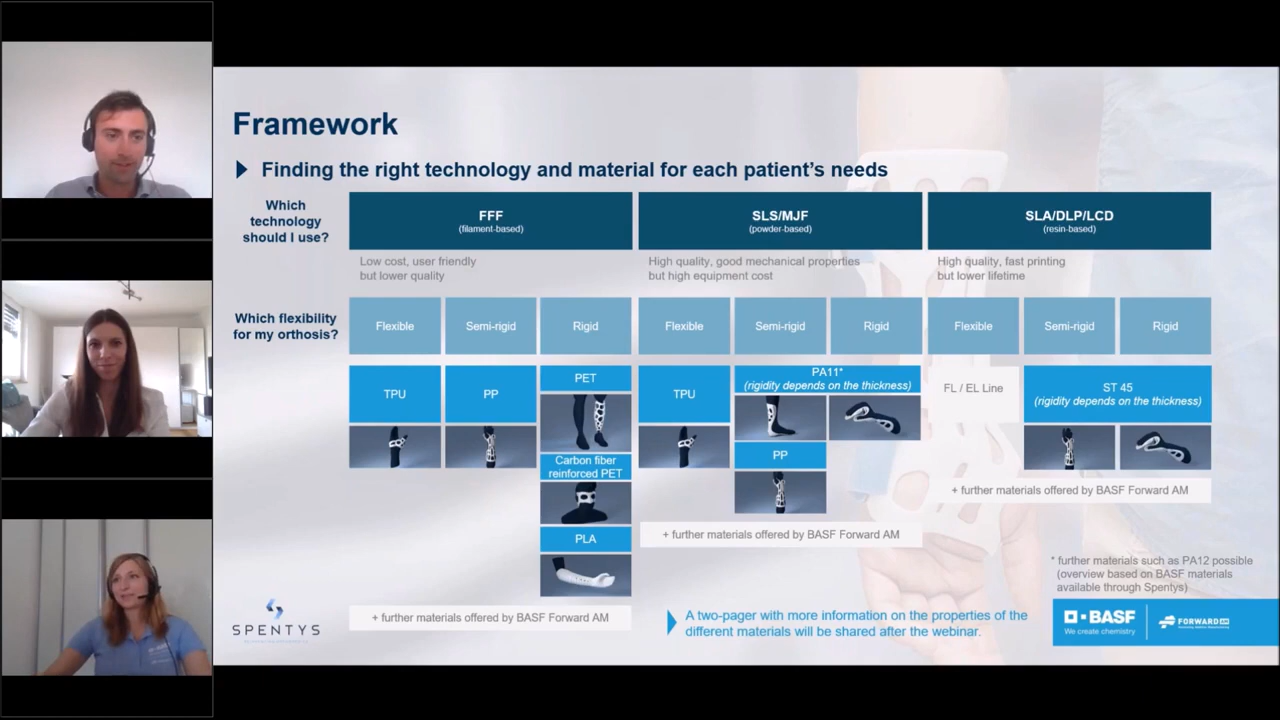 Framework
Finding the right technology and material for each patient's needs
Which
technology
should I use?
FFF
(filament-based)
SLS/MJF
(powder-based)
SLA/DLP/LCD
(resin-based)
Low cost, user friendly
but lower quality
High quality, good mechanical properties
but high equipment cost
High quality, fast printing
but lower lifetime
Which flexibility
for my orthosis?
Flexible
Semi-rigid
Rigid
Flexible
Semi-rigid
Rigid
Flexible
Semi-rigid
Rigid
TPU
PP
PET
Carbon fiber
reinforced PET
PLA
+ further materials offered by BASF Forward AM
TPU
PA11*
(rigidity depends on the thickness)
PP
+ further materials offered by BASF Forward AM
FL / EL Line
ST 45
(rigidity depends on the thickness)
+ further materials offered by BASF Forward AM
* further materials such as PA12 possible
(overview based on BASF materials
available through Spentys)
SPENTYS
A two-pager with more information on the properties of the
different materials will be shared after the webinar.
BASF
We create chemistry
FORWARD AM